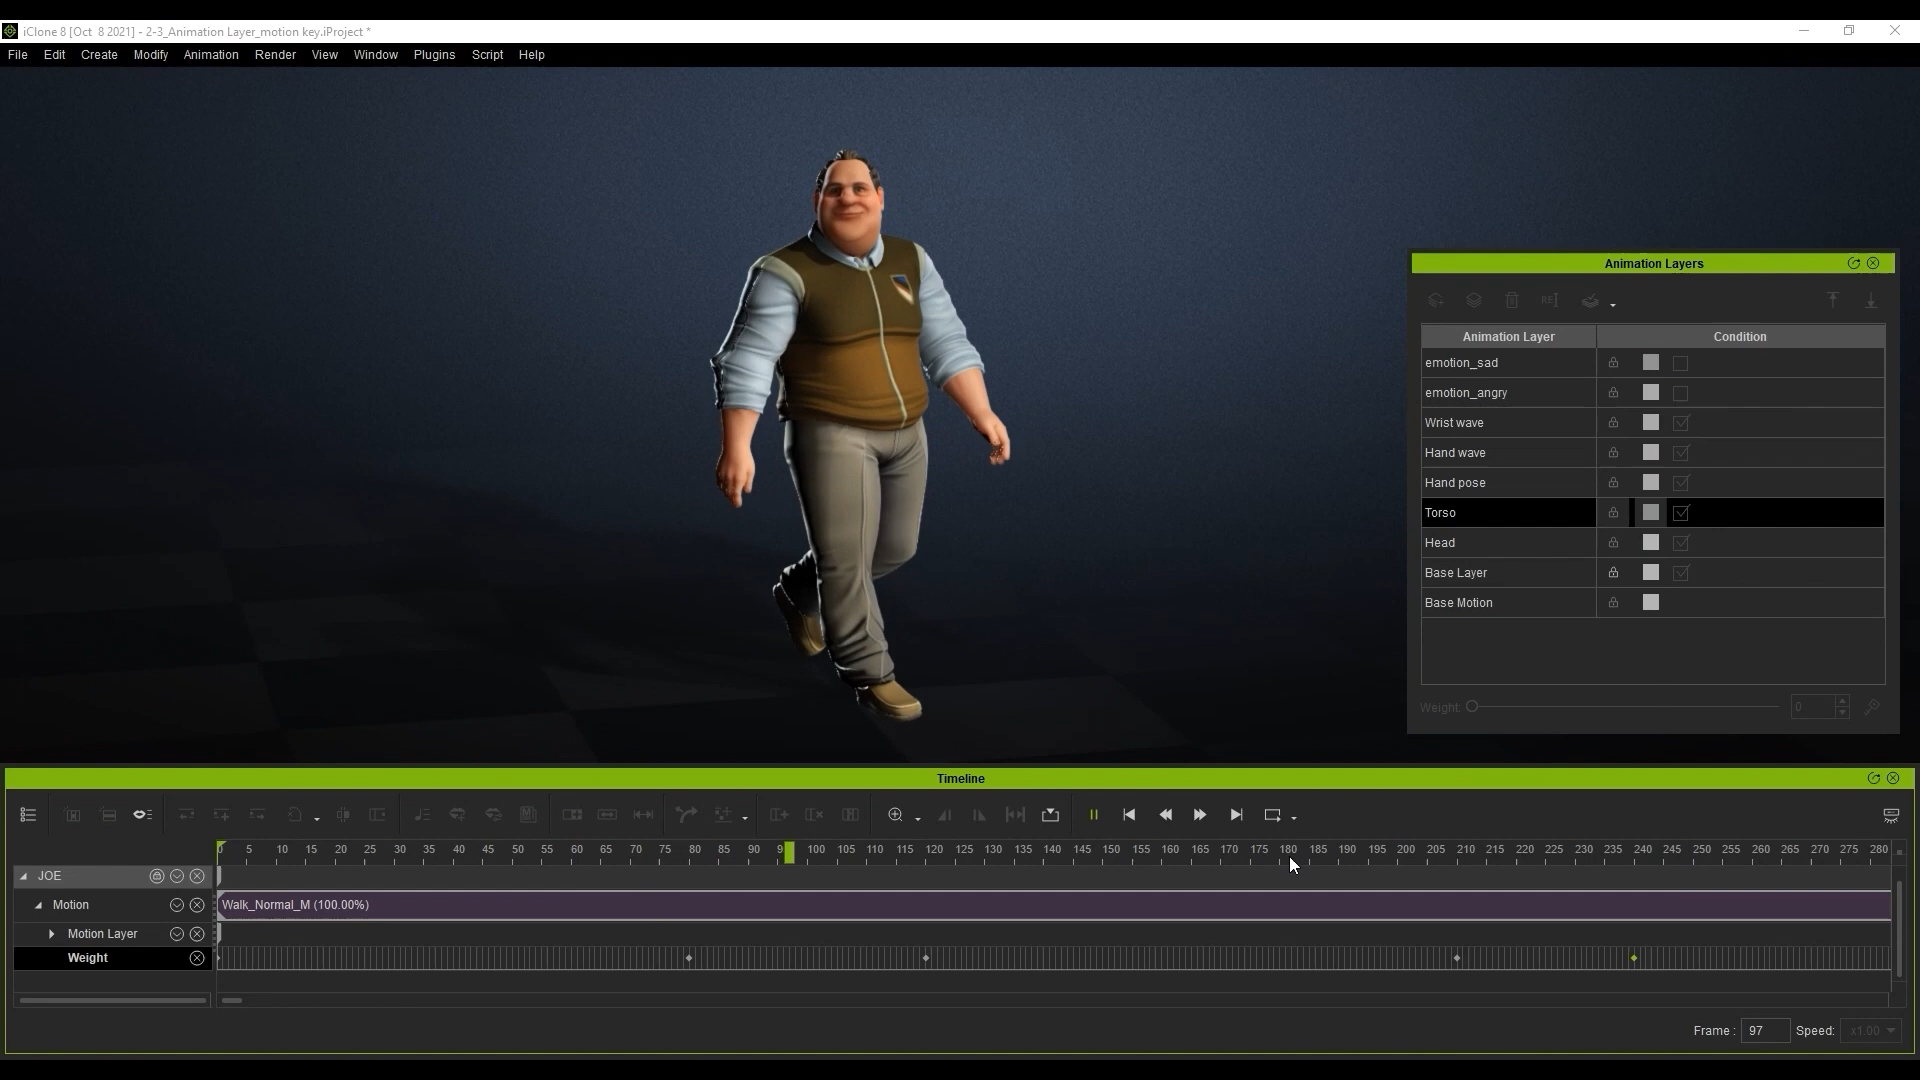 iClone 8 [Oct  8 2021] - 2-3_Animation Layer_motion key.iProject *
File Edit Create Modify Animation Render View Window Plugins Script Help
Animation Layers
REI
Animation Layer Condition
emotion_sad
emotion_angry
Wrist wave
Hand wave
Hand pose
Torso
Head
Base Layer
Base Motion
Weight: 0
Timeline
0 5 10 15 20 25 30 35 40 45 50 55 60 65 70 75 80 85 90 9 100 105 110 115 120 125 130 135 140 145 150 155 160 165 170 175 180 185 190 195 200 205 210 215 220 225 230 235 240 245 250 255 260 265 270 275 280
JOE
Motion Walk_Normal_M (100.00%)
Motion Layer
Weight
Frame : 97 Speed: x1.00